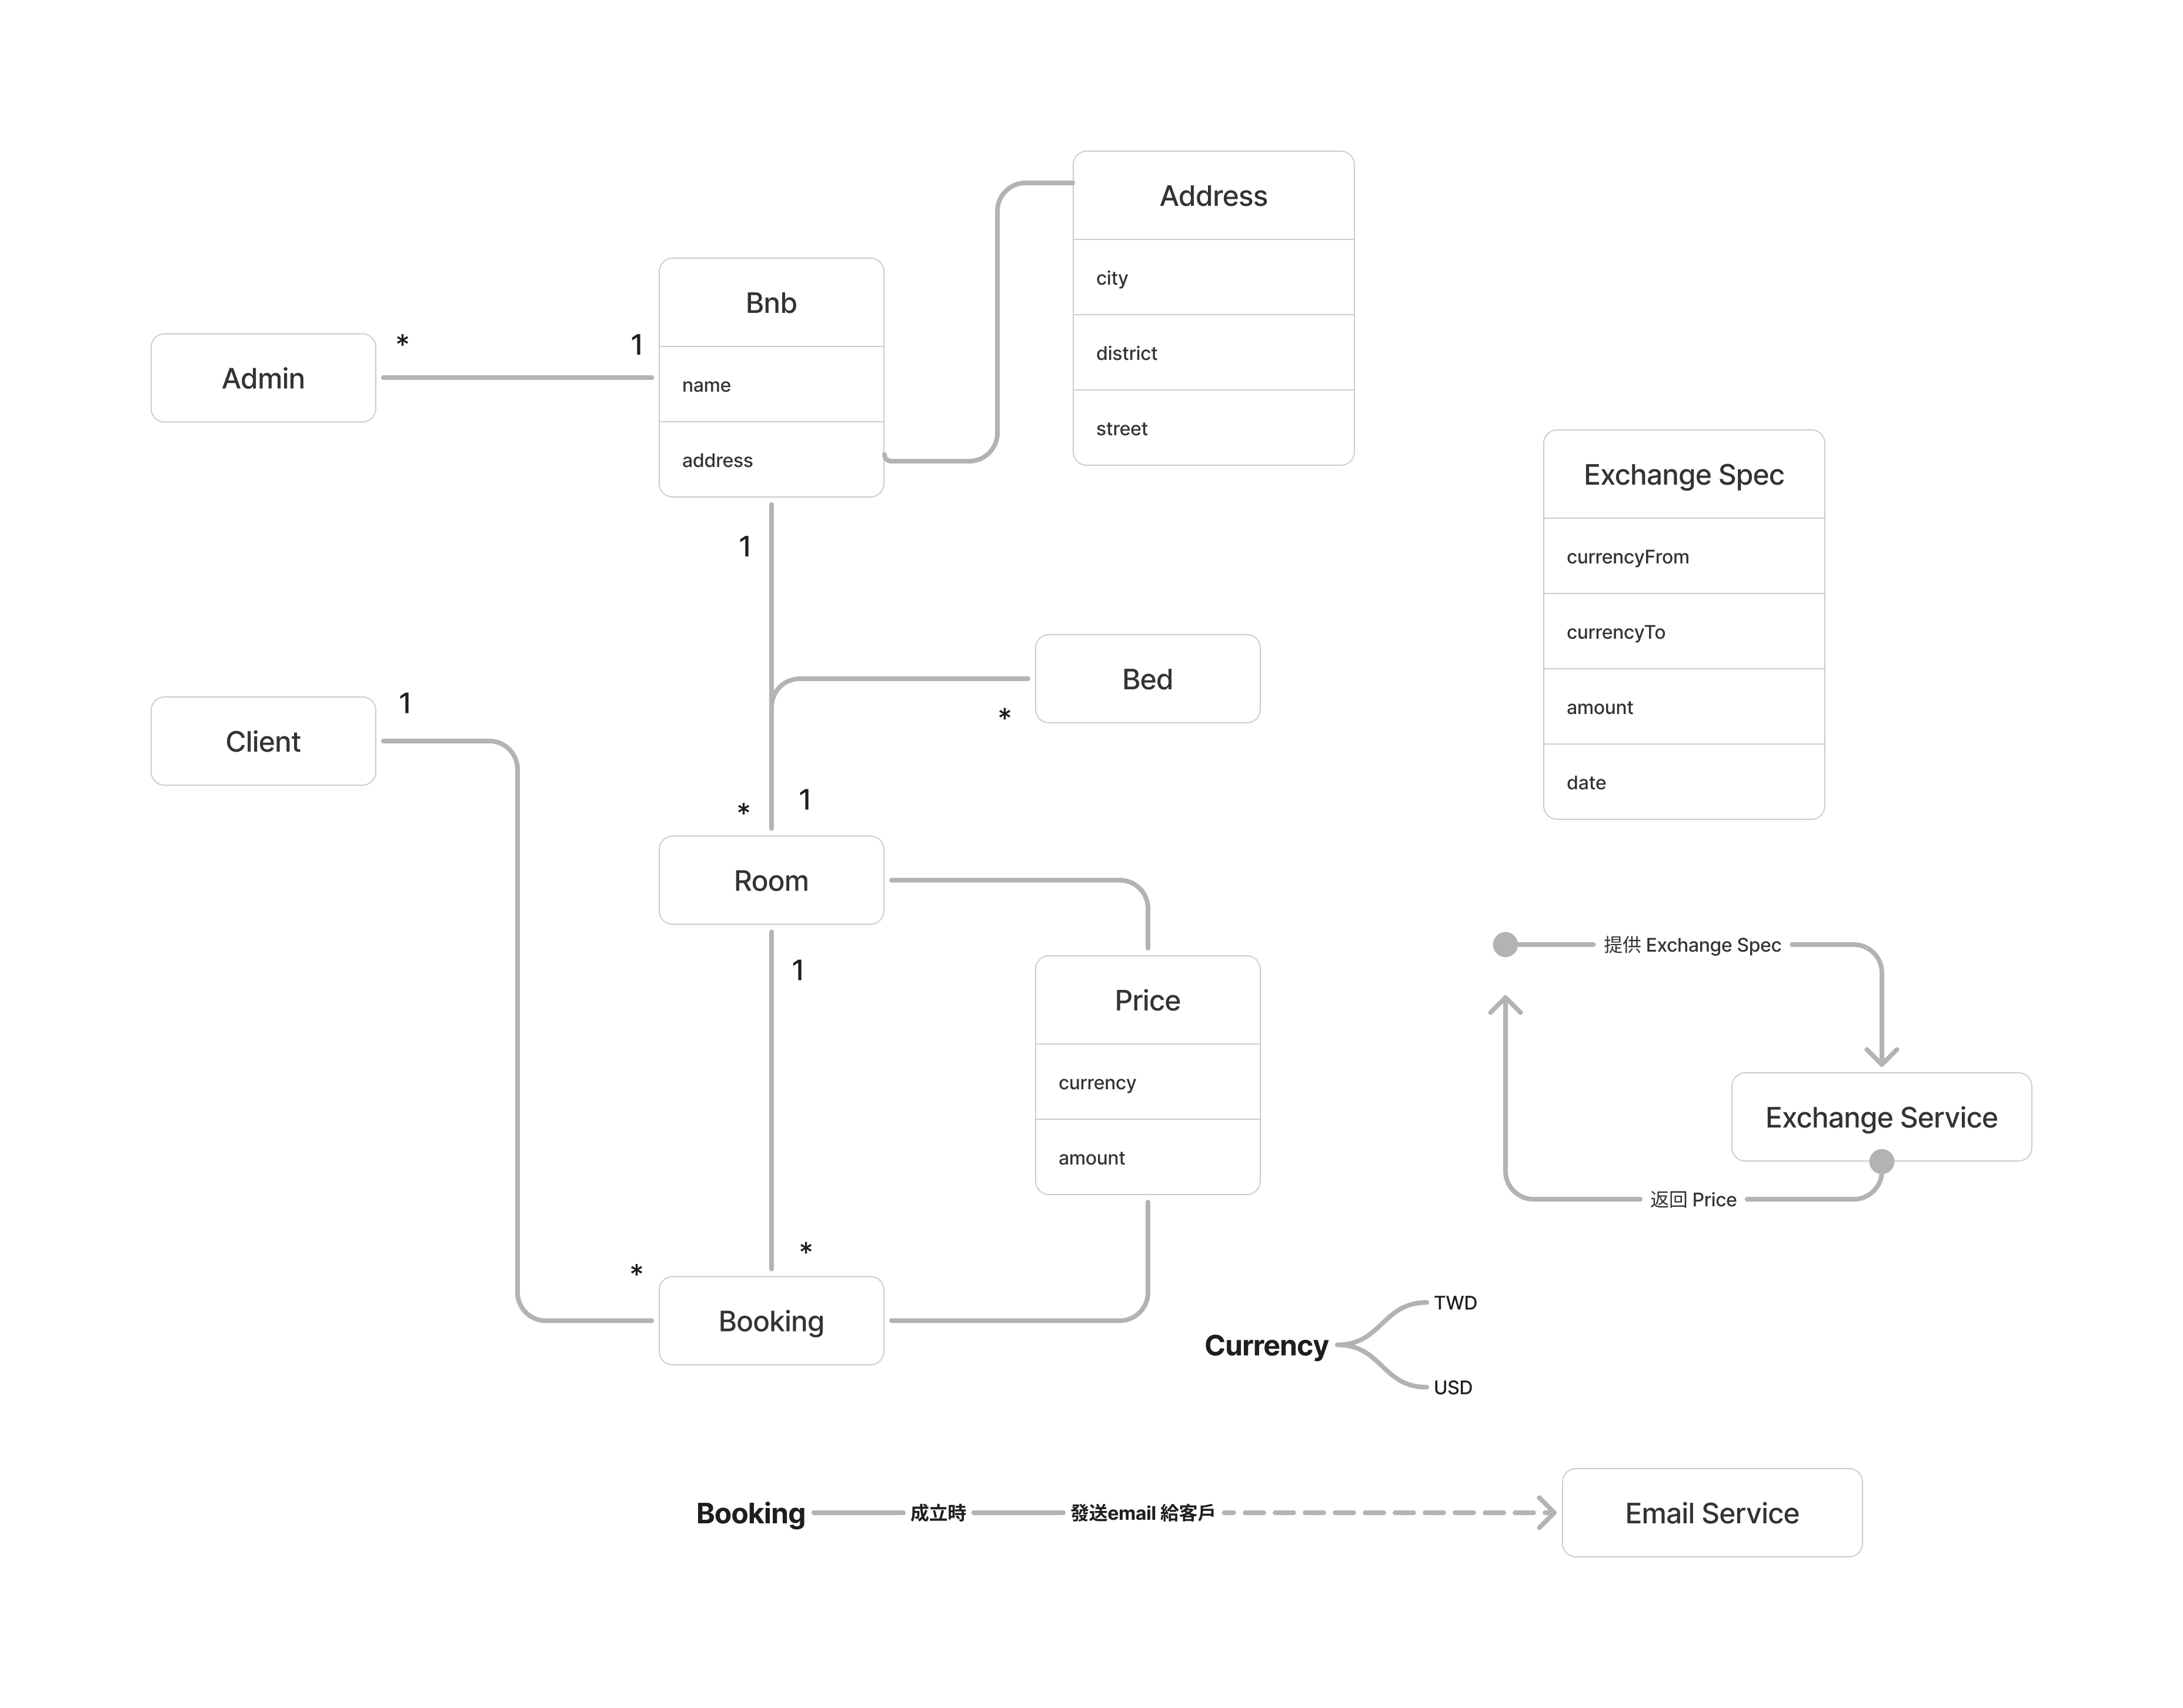 Address
city
district
street
Bnb
name
address
Admin
*
1
1
Exchange Spec
currencyFrom
currencyTo
amount
date
Bed
*
Client
1
*
1
Room
1
Price
currency
amount
提供 Exchange Spec
Exchange Service
返回 Price
*
*
Booking
Currency
TWD
USD
Booking 成立時 發送email 給客戶
Email Service